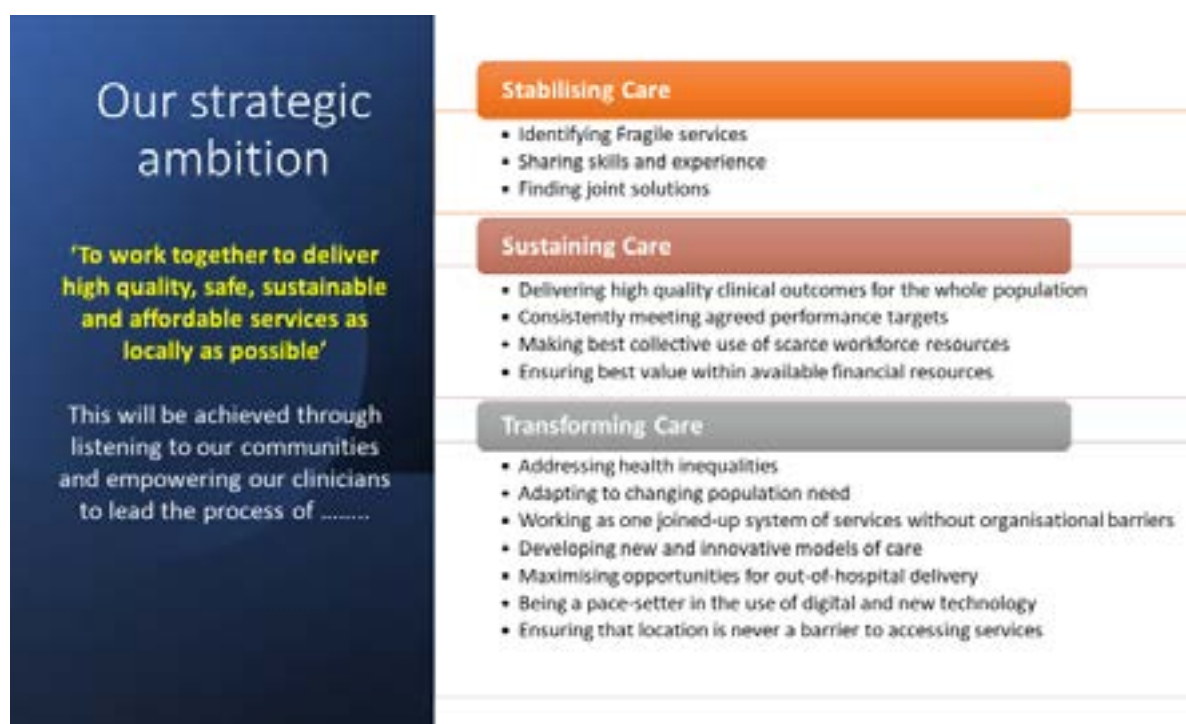 Our strategic
ambition
‘To work together to deliver
high quality, safe, sustainable
and affordable services as
locally as possible’
This will be achieved through
listening to our communities
and empowering our clinicians
to lead the process of ........
Stabilising Care
• Identifying Fragile services
• Sharing skills and experience
• Finding joint solutions
Sustaining Care
• Delivering high quality clinical outcomes for the whole population
• Consistently meeting agreed performance targets
• Making best collective use of scarce workforce resources
• Ensuring best value within available financial resources
Transforming Care
• Addressing health inequalities
• Adapting to changing population need
• Working as one joined-up system of services without organisational barriers
• Developing new and innovative models of care
• Maximising opportunities for out-of-hospital delivery
• Being a pace-setter in the use of digital and new technology
• Ensuring that location is never a barrier to accessing services